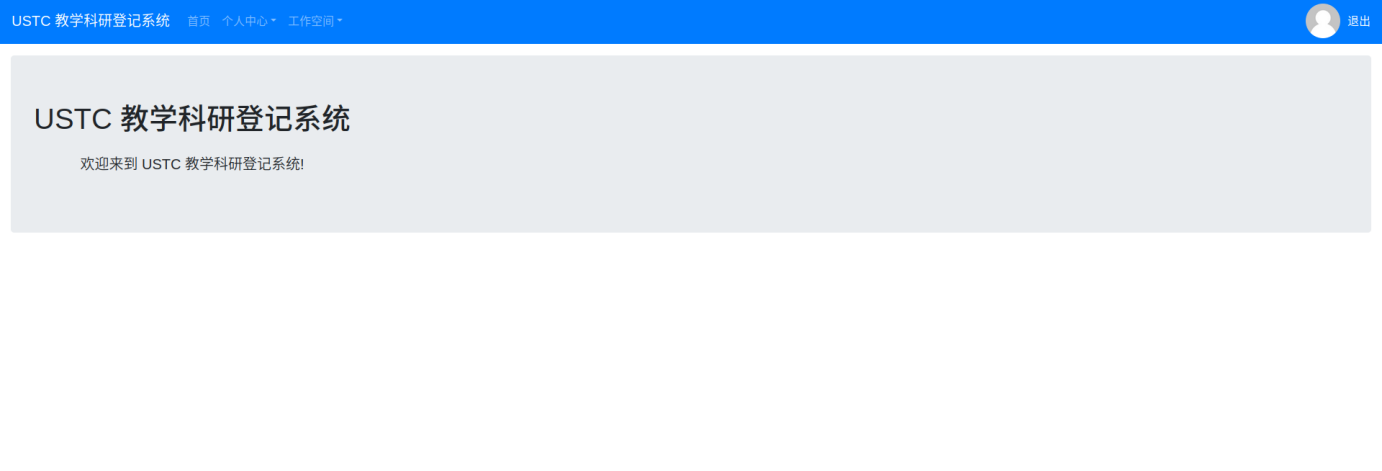 USTC 教学科研登记系统 首页 个人中心 工作空间 退出
USTC 教学科研登记系统
欢迎来到 USTC 教学科研登记系统!